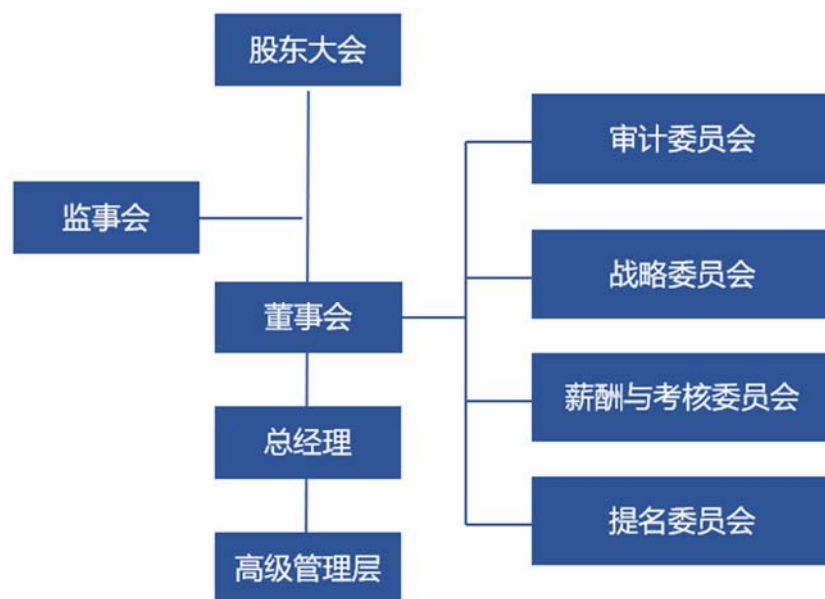 股东大会
监事会
董事会
总经理
高级管理层
审计委员会
战略委员会
薪酬与考核委员会
提名委员会